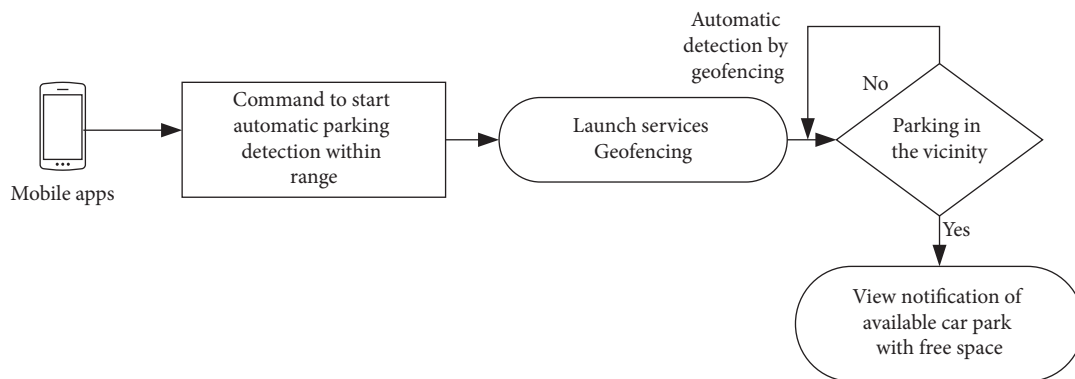 Mobile apps
Command to start
automatic parking
detection within
range
Launch services
Geofencing
Automatic
detection by
geofencing
No
Parking in
the vicinity
Yes
View notification of
available car park
with free space